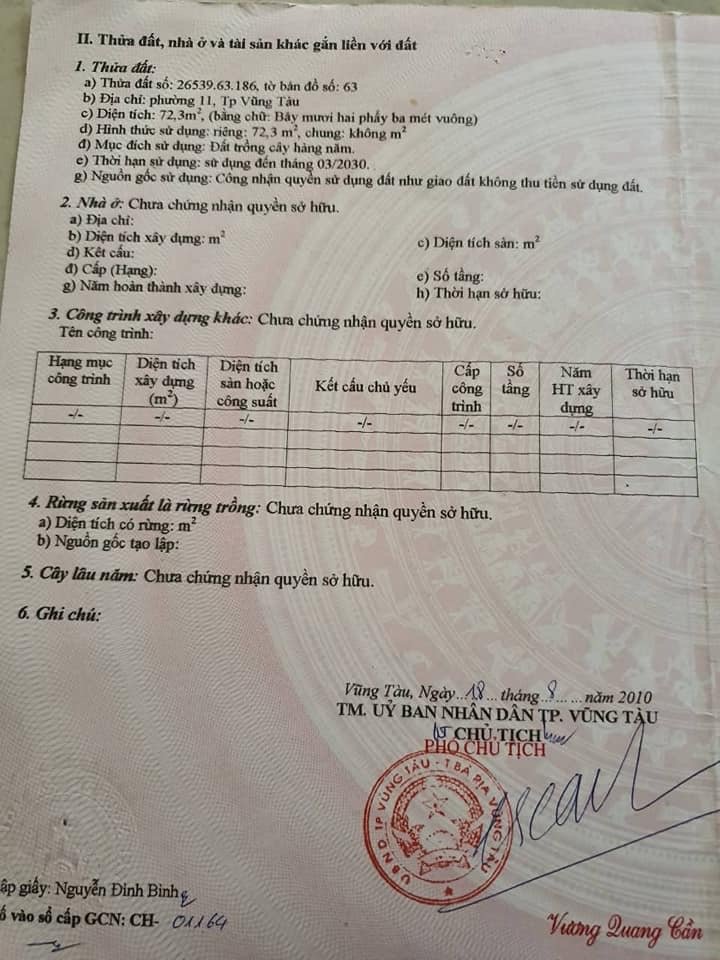 II. Thửa đất, nhà ở và tài sản khác gắn liền với đất
1. Thửa đất:
a) Thửa đất số: 26539.63.186, tờ bản đồ số: 63
b) Địa chỉ: phường 11, Tp Vũng Tàu
c) Diện tích: 72,3m², (bằng chữ: Bảy mươi hai phẩy ba mét vuông)
d) Hình thức sử dụng: riêng: 72,3 m², chung: không m²
đ) Mục đích sử dụng: Đất trồng cây hàng năm.
e) Thời hạn sử dụng: sử dụng đến tháng 03/2030.
g) Nguồn gốc sử dụng: Công nhận quyền sử dụng đất như giao đất không thu tiền sử dụng đất.
2. Nhà ở: Chưa chứng nhận quyền sở hữu.
a) Địa chỉ:
b) Diện tích xây dựng: m² c) Diện tích sàn: m²
d) Kết cấu:
đ) Cấp (Hạng): e) Số tầng:
g) Năm hoàn thành xây dựng: h) Thời hạn sở hữu:
3. Công trình xây dựng khác: Chưa chứng nhận quyền sở hữu.
Tên công trình:
Hạng mục công trình Diện tích xây dựng (m²) Diện tích sàn hoặc công suất Kết cấu chủ yếu Cấp công trình Số tầng Năm HT xây dựng Thời hạn sở hữu
-/- -/- -/- -/- -/- -/- -/- -/-
4. Rừng sản xuất là rừng trồng: Chưa chứng nhận quyền sở hữu.
a) Diện tích có rừng: m²
b) Nguồn gốc tạo lập:
5. Cây lâu năm: Chưa chứng nhận quyền sở hữu.
6. Ghi chú:
Vũng Tàu, Ngày...18... tháng...8... ...năm 2010
TM. UỶ BAN NHÂN DÂN TP. VŨNG TÀU
KT CHỦ TỊCH
PHÓ CHỦ TỊCH
UBND. TP VŨNG TÀU - T BÀ RỊA VŨNG TÀU
ập giấy: Nguyễn Đình Bình
ố vào sổ cấp GCN: CH- 01164
Vương Quang Cần